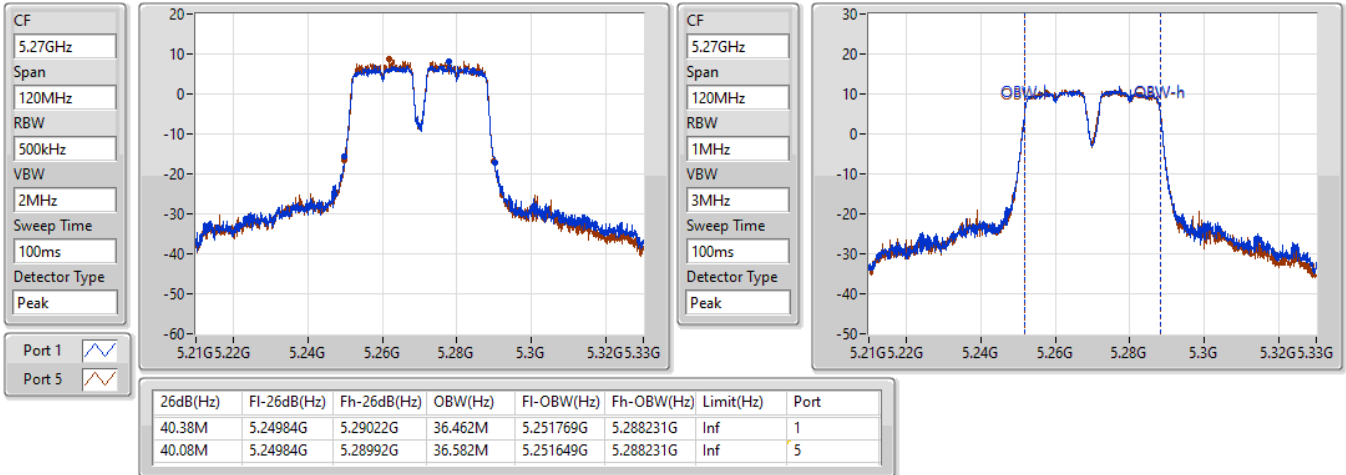 CF
5.27GHz
Span
120MHz
RBW
500kHz
VBW
2MHz
Sweep Time
100ms
Detector Type
Peak
20
10
0
-10
-20
-30
-40
-50
-60
5.21G 5.22G 5.24G 5.26G 5.28G 5.3G 5.32G 5.33G
CF
5.27GHz
Span
120MHz
RBW
1MHz
VBW
3MHz
Sweep Time
100ms
Detector Type
Peak
30
20
10
0
-10
-20
-30
-40
-50
OBW-l OBW-h
5.21G 5.22G 5.24G 5.26G 5.28G 5.3G 5.32G 5.33G
Port 1
Port 5
26dB(Hz) Fl-26dB(Hz) Fh-26dB(Hz) OBW(Hz) Fl-OBW(Hz) Fh-OBW(Hz) Limit(Hz) Port
40.38M 5.24984G 5.29022G 36.462M 5.251769G 5.288231G Inf 1
40.08M 5.24984G 5.28992G 36.582M 5.251649G 5.288231G Inf 5